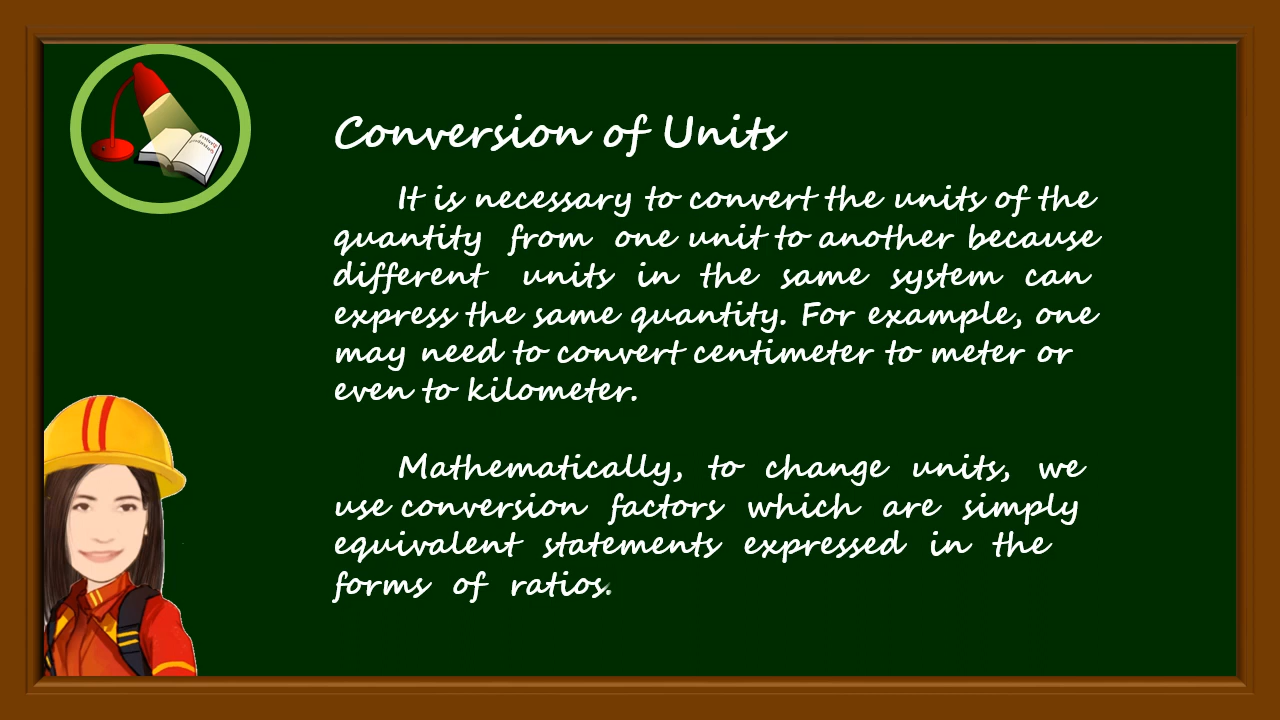 Conversion of Units
It is necessary to convert the units of the
quantity from one unit to another because
different units in the same system can
express the same quantity. For example, one
may need to convert centimeter to meter or
even to kilometer.
Mathematically, to change units, we
use conversion factors which are simply
equivalent statements expressed in the
forms of ratios.